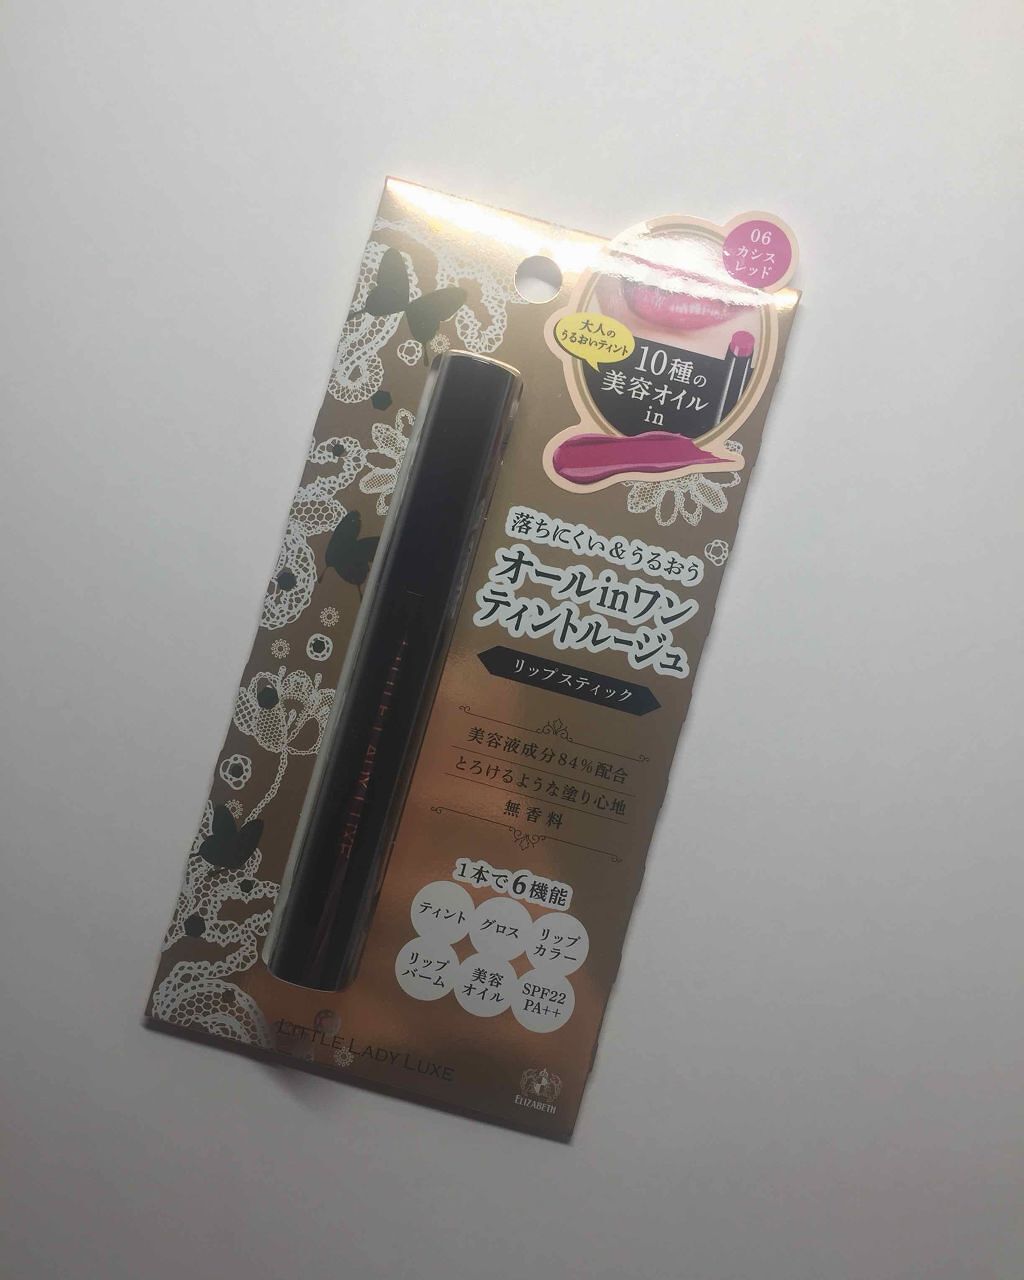 06
カシス
レッド
大人の
うるおいティント
10種の
美容オイル
in
落ちにくい&うるおう
オールinワン
ティントルージュ
リップスティック
美容液成分84%配合
とろけるような塗り心地
無香料
1本で6機能
ティント
グロス
リップ
カラー
リップ
バーム
美容
オイル
SPF22
PA++
LITTLE LADY LUXE
LITTLE LADY LUXE
ELIZABETH